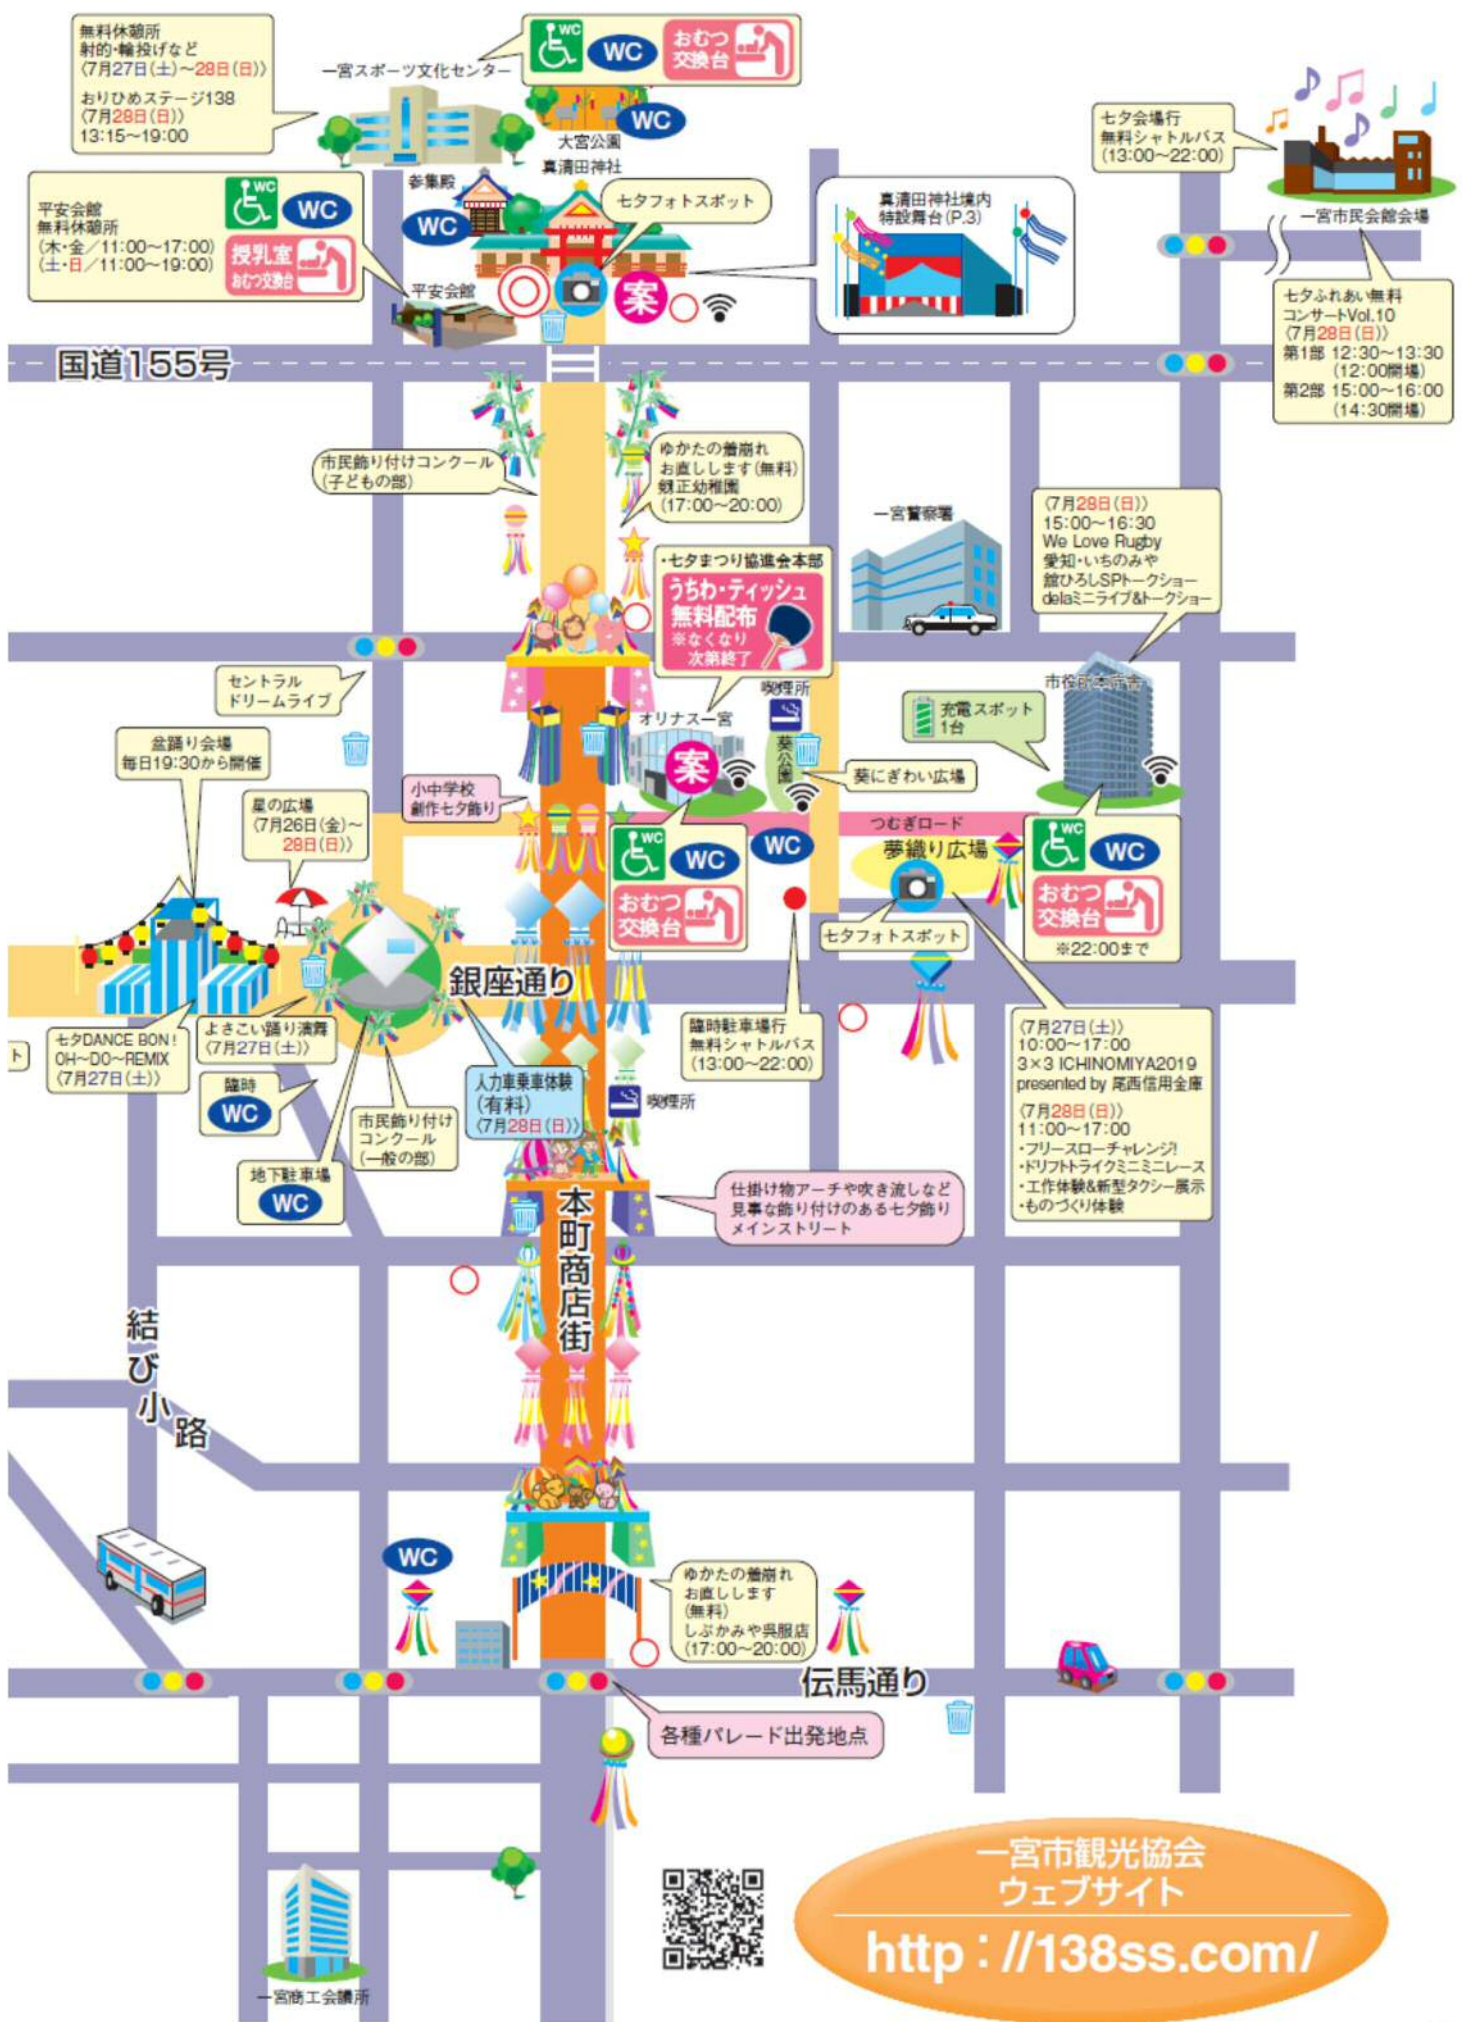 無料休憩所
射的・輪投げなど
〈7月27日(土)～28日(日)〉
おりひめステージ138
〈7月28日(日)〉
13:15～19:00
一宮スポーツ文化センター
WC
WC
おむつ
交換台
WC
大宮公園
真清田神社
七夕会場行
無料シャトルバス
(13:00～22:00)
一宮市民会館会場
平安会館
無料休憩所
(木・金／11:00～17:00)
(土・日／11:00～19:00)
WC
WC
授乳室
おむつ交換台
参集殿
WC
七夕フォトスポット
真清田神社境内
特設舞台(P.3)
平安会館
案
七夕ふれあい無料
コンサートVol.10
〈7月28日(日)〉
第1部 12:30～13:30
(12:00開場)
第2部 15:00～16:00
(14:30開場)
国道155号
市民飾り付けコンクール
(子どもの部)
ゆかたの着崩れ
お直しします(無料)
剱正幼稚園
(17:00～20:00)
一宮警察署
〈7月28日(日)〉
15:00～16:30
We Love Rugby
愛知・いちのみや
舘ひろしSPトークショー
delaミニライブ&トークショー
・七夕まつり協進会本部
うちわ・ティッシュ
無料配布
※なくなり
次第終了
セントラル
ドリームライブ
喫煙所
オリナス一宮
案
葵公園
葵にぎわい広場
市役所本庁舎
充電スポット
1台
盆踊り会場
毎日19:30から開催
小中学校
創作七夕飾り
星の広場
〈7月26日(金)～
28日(日)〉
つむぎロード
夢織り広場
WC
WC
おむつ
交換台
WC
WC
WC
おむつ
交換台
※22:00まで
七夕フォトスポット
銀座通り
臨時駐車場行
無料シャトルバス
(13:00～22:00)
ト
七夕DANCE BON！
OH～DO～REMIX
〈7月27日(土)〉
よさこい踊り演舞
〈7月27日(土)〉
臨時
WC
市民飾り付け
コンクール
(一般の部)
地下駐車場
WC
人力車乗車体験
(有料)
〈7月28日(日)〉
喫煙所
〈7月27日(土)〉
10:00～17:00
3×3 ICHINOMIYA2019
presented by 尾西信用金庫
〈7月28日(日)〉
11:00～17:00
・フリースローチャレンジ!
・ドリフトトライクミニミニレース
・工作体験&新型タクシー展示
・ものづくり体験
仕掛け物アーチや吹き流しなど
見事な飾り付けのある七夕飾り
メインストリート
本町商店街
結び小路
WC
ゆかたの着崩れ
お直しします
(無料)
しぶかみや呉服店
(17:00～20:00)
伝馬通り
各種パレード出発地点
一宮商工会議所
一宮市観光協会
ウェブサイト
http：//138ss.com/